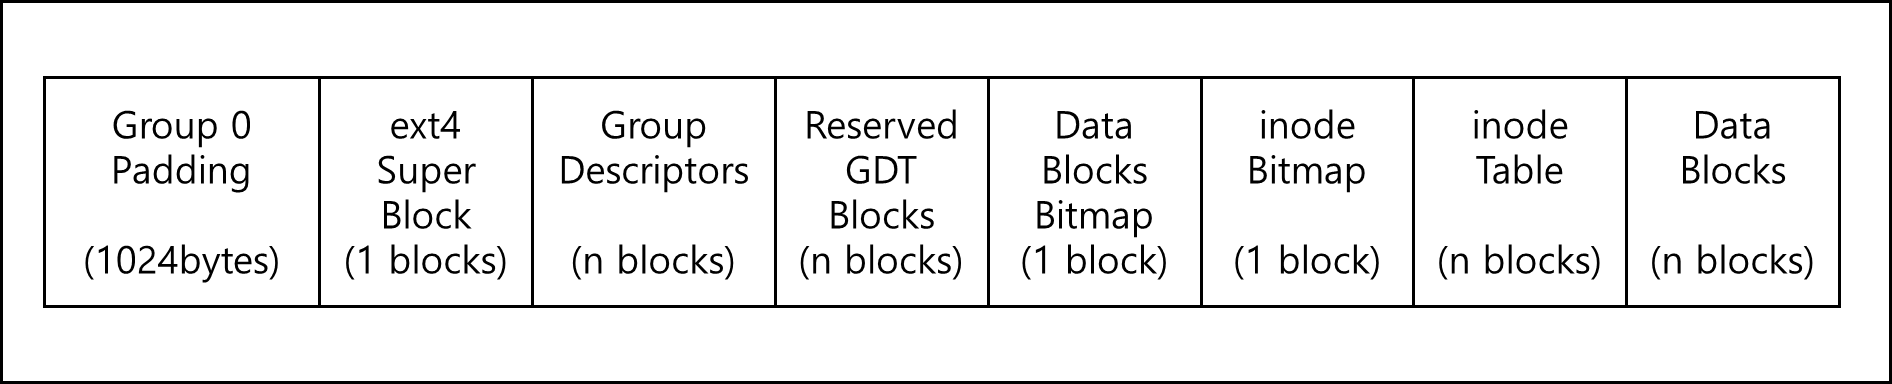 Group 0
Padding
(1024bytes)
ext4
Super
Block
(1 blocks)
Group
Descriptors
(n blocks)
Reserved
GDT
Blocks
(n blocks)
Data
Blocks
Bitmap
(1 block)
inode
Bitmap
(1 block)
inode
Table
(n blocks)
Data
Blocks
(n blocks)